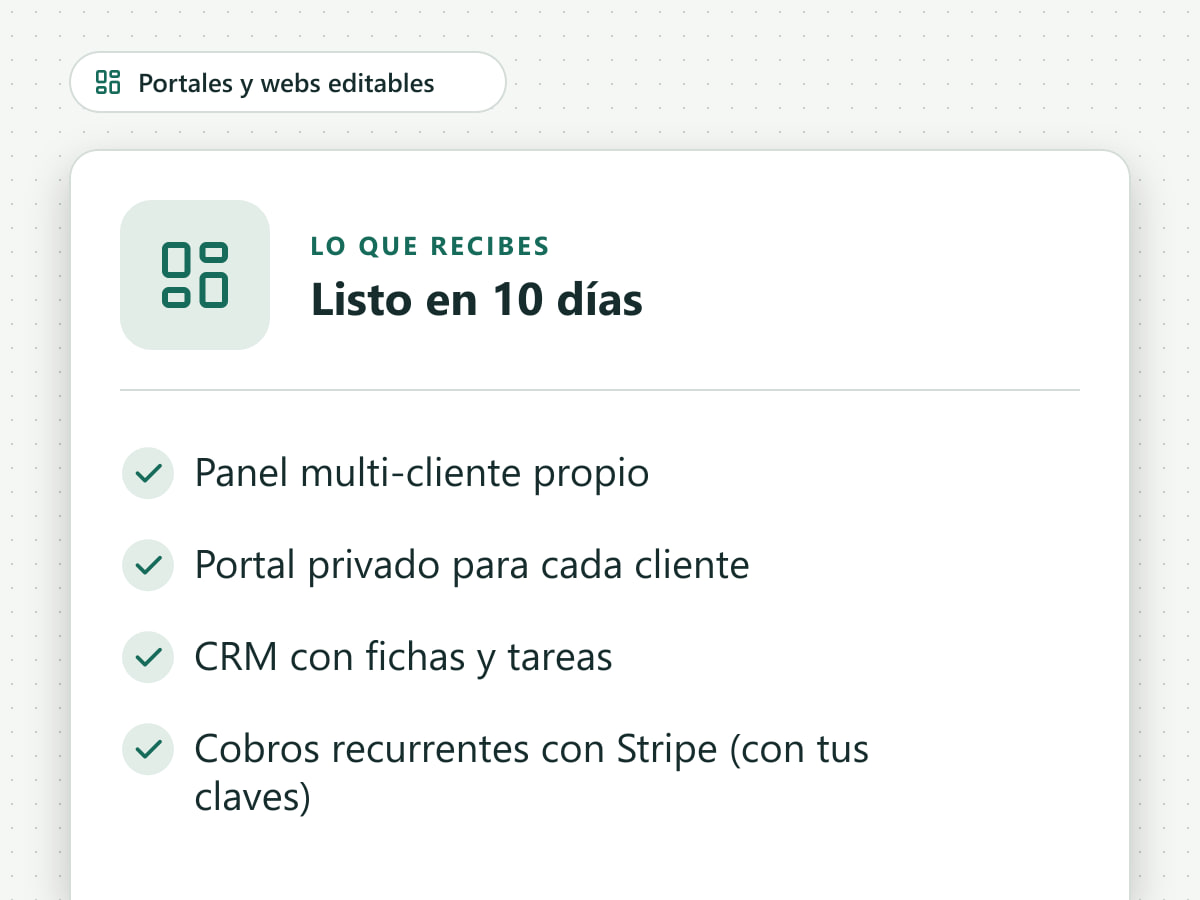 Portales y webs editables
LO QUE RECIBES
Listo en 10 días
Panel multi-cliente propio
Portal privado para cada cliente
CRM con fichas y tareas
Cobros recurrentes con Stripe (con tus
claves)